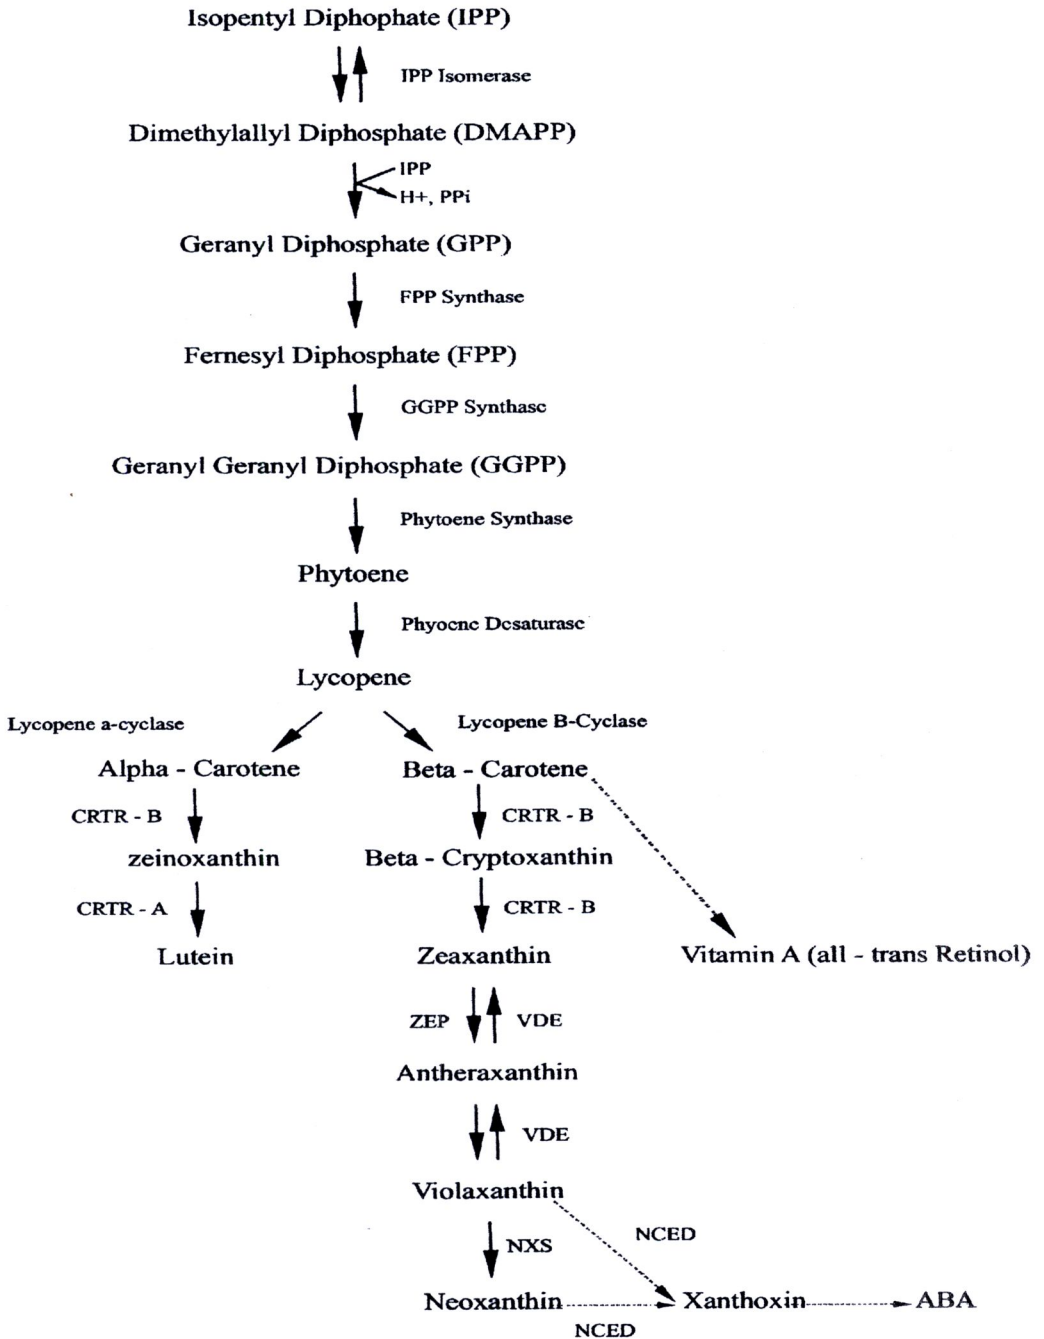 Isopentyl Diphophate (IPP)
IPP Isomerase
Dimethylallyl Diphosphate (DMAPP)
IPP
H+, PPi
Geranyl Diphosphate (GPP)
FPP Synthase
Fernesyl Diphosphate (FPP)
GGPP Synthase
Geranyl Geranyl Diphosphate (GGPP)
Phytoene Synthase
Phytoene
Phyoene Desaturase
Lycopene
Lycopene a-cyclase
Lycopene B-Cyclase
Alpha - Carotene
Beta - Carotene
CRTR - B
CRTR - B
zeinoxanthin
Beta - Cryptoxanthin
CRTR - A
CRTR - B
Lutein
Zeaxanthin
Vitamin A (all - trans Retinol)
ZEP
VDE
Antheraxanthin
VDE
Violaxanthin
NCED
NXS
Neoxanthin
Xanthoxin
ABA
NCED